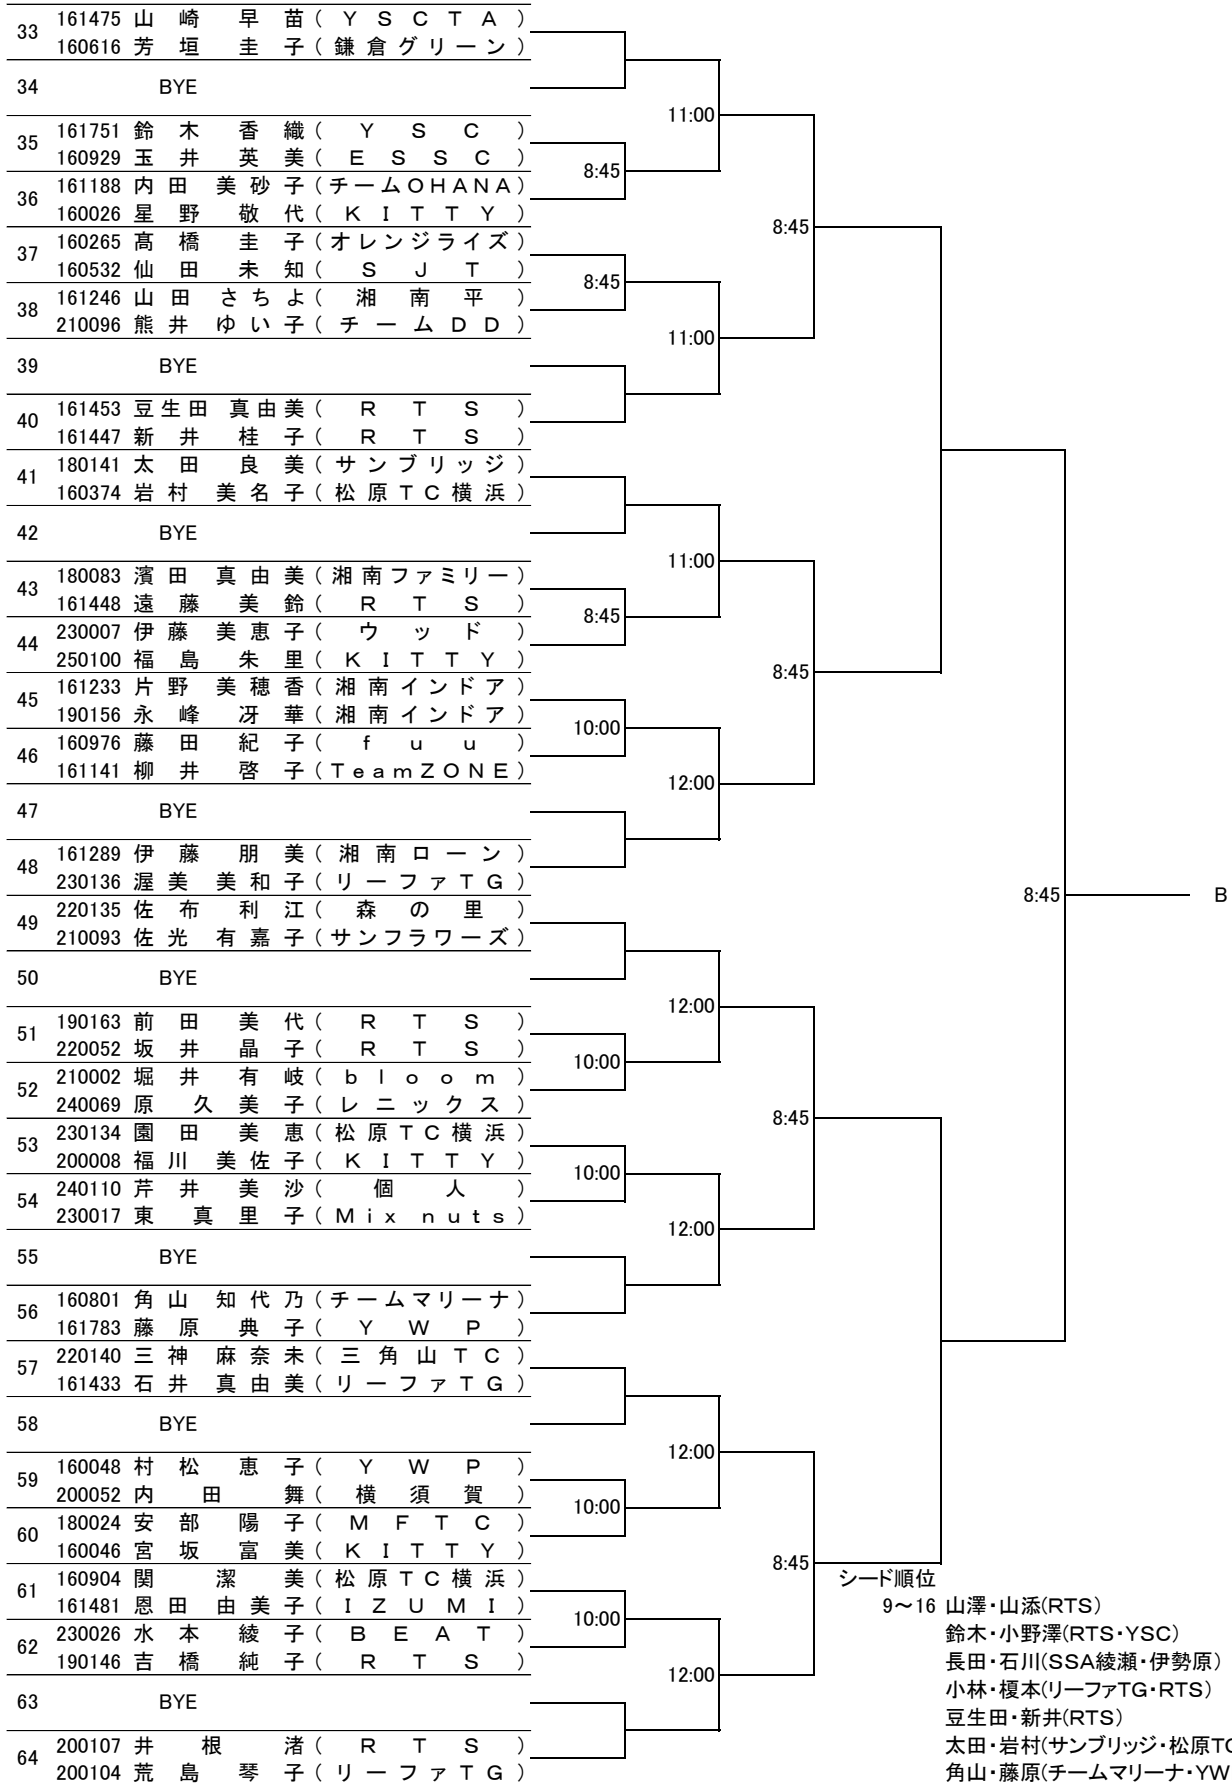 33
161475 山崎早苗(YSCTA)
160616 芳垣圭子(鎌倉グリーン)
34 BYE
11:00
35
161751 鈴木香織(YSC)
160929 玉井英美(ESSC)
8:45
36
161188 内田美砂子(チームOHANA)
160026 星野敬代(KITTY)
8:45
37
160265 髙橋圭子(オレンジライズ)
160532 仙田未知(SJT)
8:45
38
161246 山田さちよ(湘南平)
210096 熊井ゆい子(チームDD)
11:00
39 BYE
40
161453 豆生田真由美(RTS)
161447 新井桂子(RTS)
41
180141 太田良美(サンブリッジ)
160374 岩村美名子(松原TC横浜)
42 BYE
11:00
43
180083 濱田真由美(湘南ファミリー)
161448 遠藤美鈴(RTS)
8:45
44
230007 伊藤美恵子(ウッド)
250100 福島朱里(KITTY)
8:45
45
161233 片野美穂香(湘南インドア)
190156 永峰冴華(湘南インドア)
10:00
46
160976 藤田紀子(fuu)
161141 柳井啓子(TeamZONE)
12:00
47 BYE
48
161289 伊藤朋美(湘南ローン)
230136 渥美美和子(リーファTG)
8:45 B
49
220135 佐布利江(森の里)
210093 佐光有嘉子(サンフラワーズ)
50 BYE
12:00
51
190163 前田美代(RTS)
220052 坂井晶子(RTS)
10:00
52
210002 堀井有岐(bloom)
240069 原久美子(レニックス)
8:45
53
230134 園田美恵(松原TC横浜)
200008 福川美佐子(KITTY)
10:00
54
240110 芹井美沙(個人)
230017 東真里子(Mix nuts)
12:00
55 BYE
56
160801 角山知代乃(チームマリーナ)
161783 藤原典子(YWP)
57
220140 三神麻奈未(三角山TC)
161433 石井真由美(リーファTG)
58 BYE
12:00
59
160048 村松恵子(YWP)
200052 内田舞(横須賀)
10:00
60
180024 安部陽子(MFTC)
160046 宮坂富美(KITTY)
8:45
61
160904 関潔美(松原TC横浜)
161481 恩田由美子(IZUMI)
10:00
62
230026 水本綾子(BEAT)
190146 吉橋純子(RTS)
12:00
63 BYE
64
200107 井根渚(RTS)
200104 荒島琴子(リーファTG)
シード順位
9～16 山澤・山添(RTS)
鈴木・小野澤(RTS・YSC)
長田・石川(SSA綾瀬・伊勢原)
小林・榎本(リーファTG・RTS)
豆生田・新井(RTS)
太田・岩村(サンブリッジ・松原TC
角山・藤原(チームマリーナ・YW